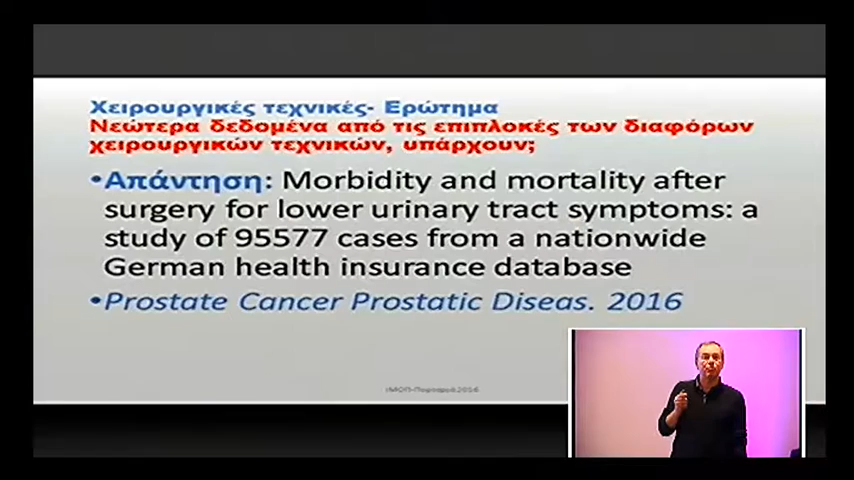 Χειρουργικές τεχνικές- Ερώτημα
Νεώτερα δεδομένα από τις επιπλοκές των διαφόρων
χειρουργικών τεχνικών, υπάρχουν;
•Απάντηση: Morbidity and mortality after
surgery for lower urinary tract symptoms: a
study of 95577 cases from a nationwide
German health insurance database
•Prostate Cancer Prostatic Diseas. 2016